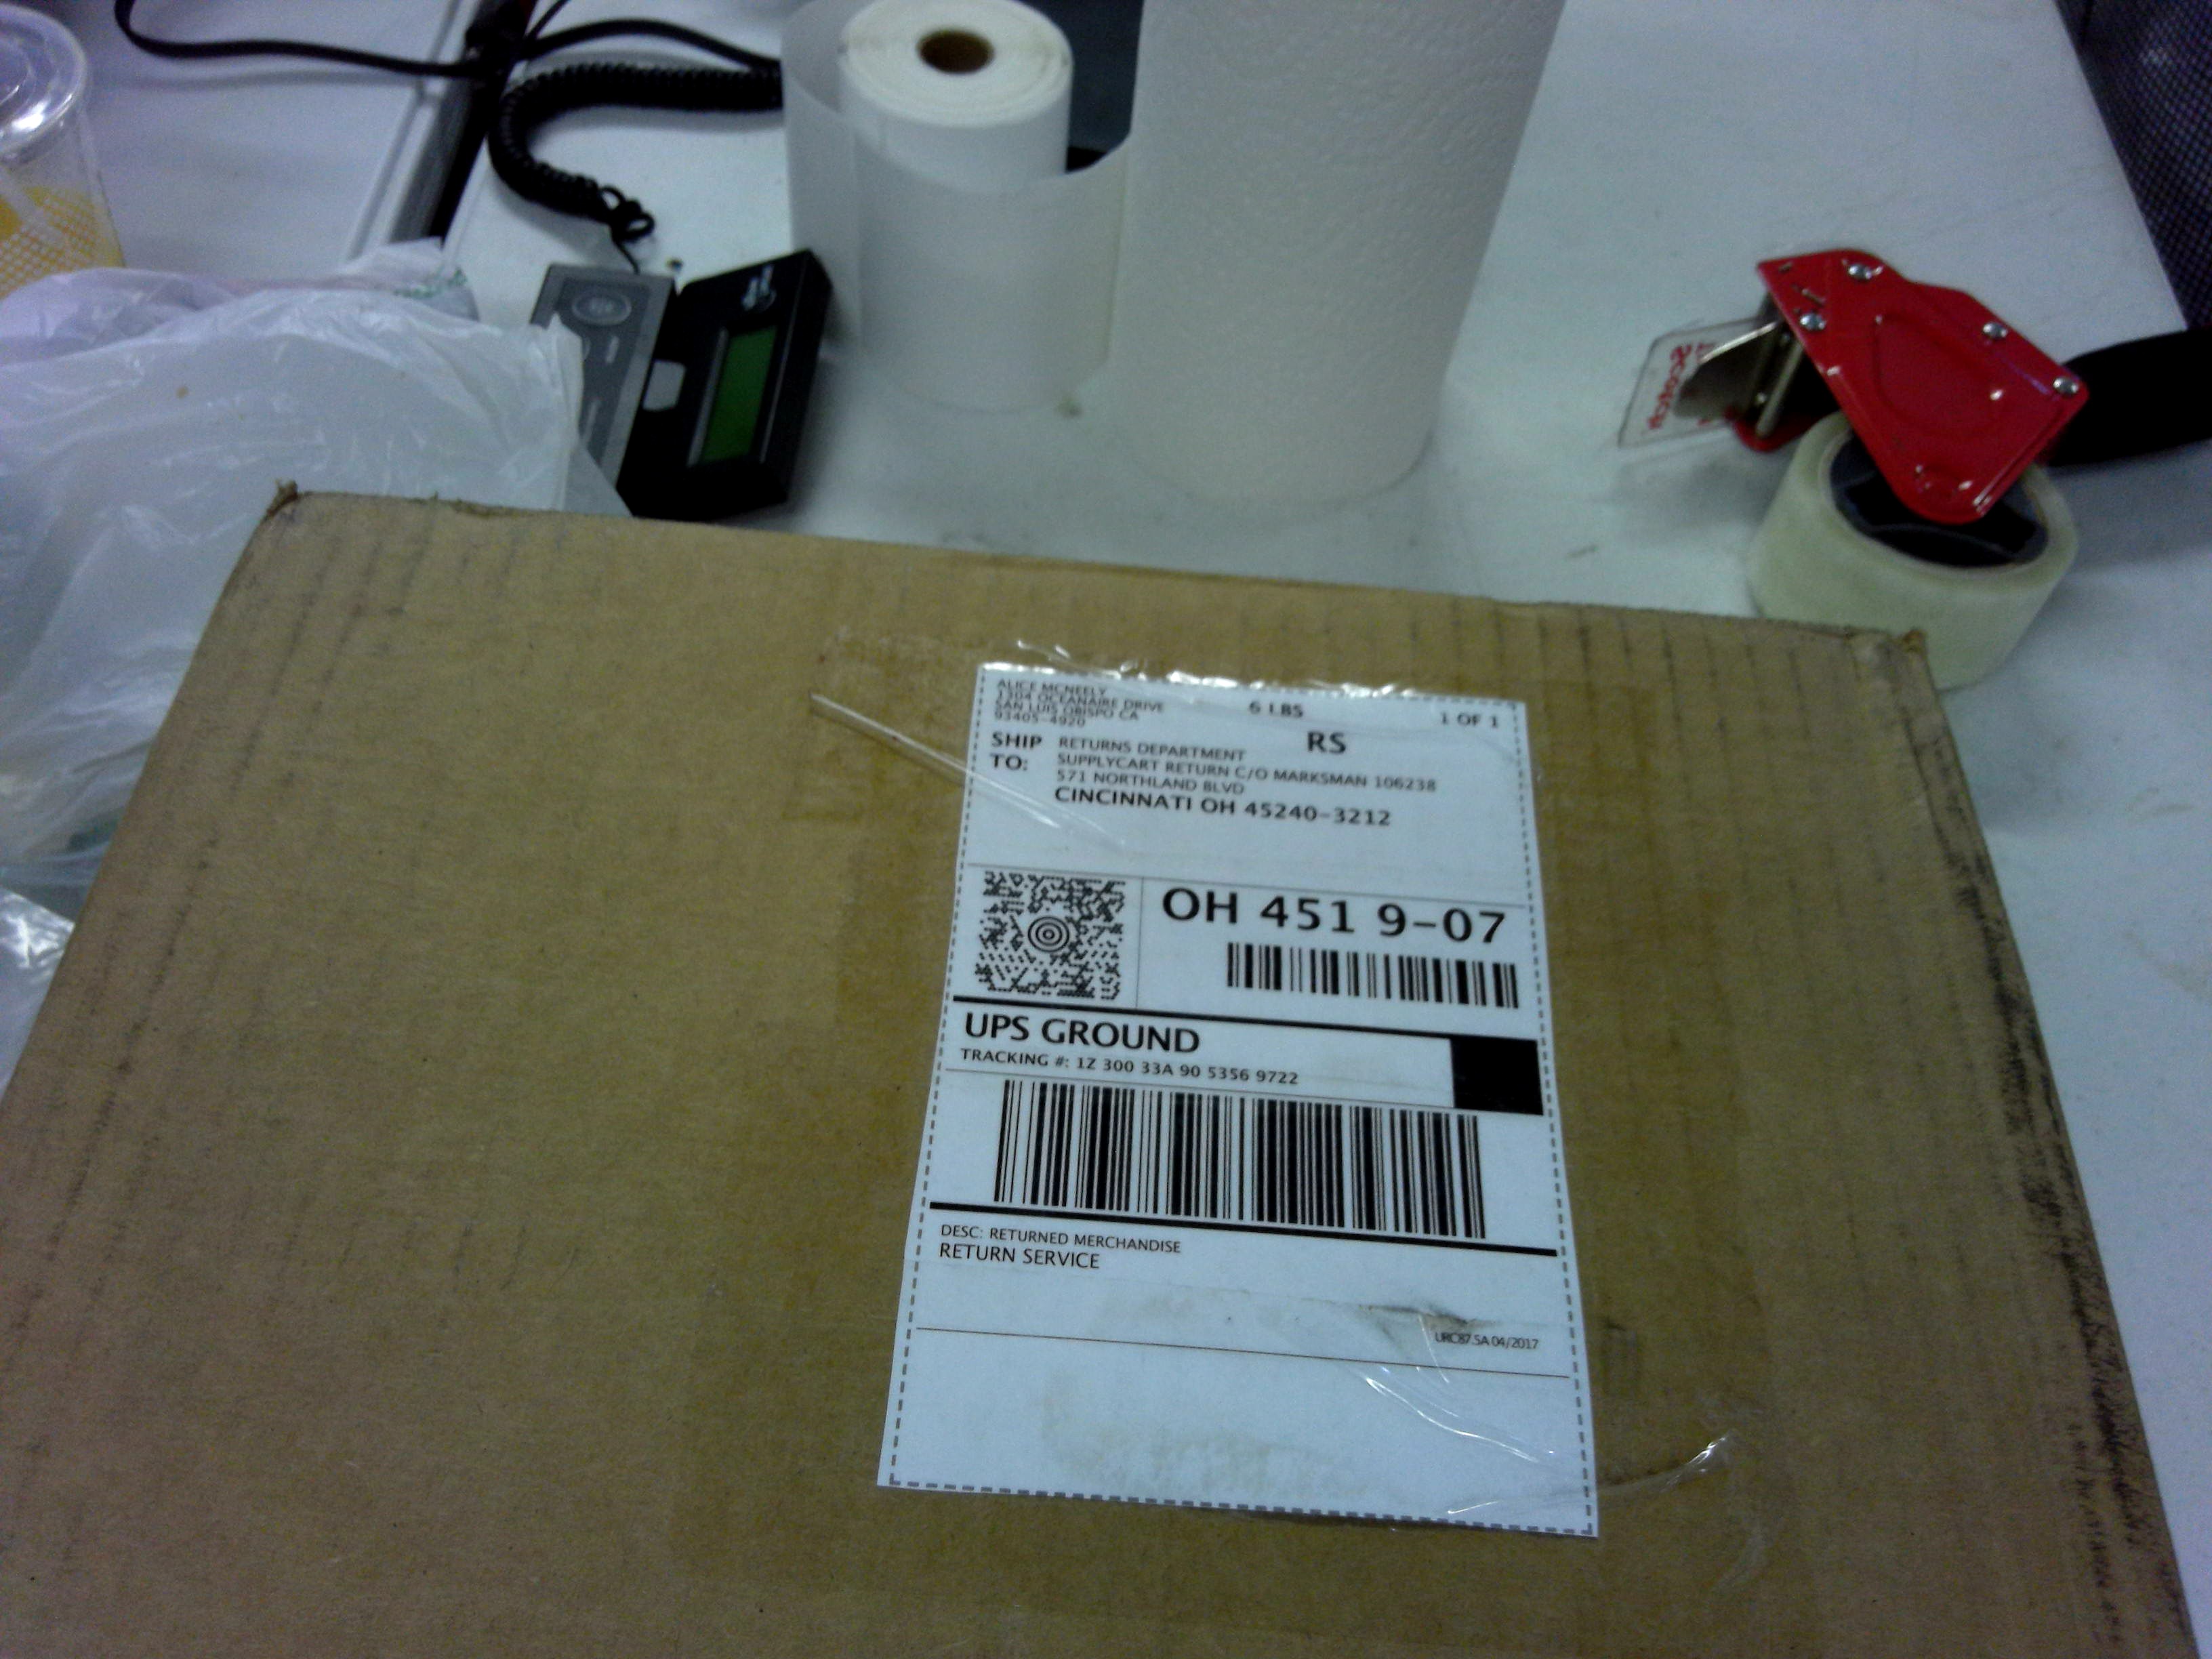 ALICE MCNEELY
1304 OCEANAIRE DRIVE
SAN LUIS OBISPO CA
93405-4920
6 LBS
1 OF 1
RS
SHIP TO:
RETURNS DEPARTMENT
SUPPLYCART RETURN C/O MARKSMAN 106238
571 NORTHLAND BLVD
CINCINNATI OH 45240-3212
OH 451 9-07
UPS GROUND
TRACKING #: 1Z 300 33A 90 5356 9722
DESC: RETURNED MERCHANDISE
RETURN SERVICE
04/2017
Scotch